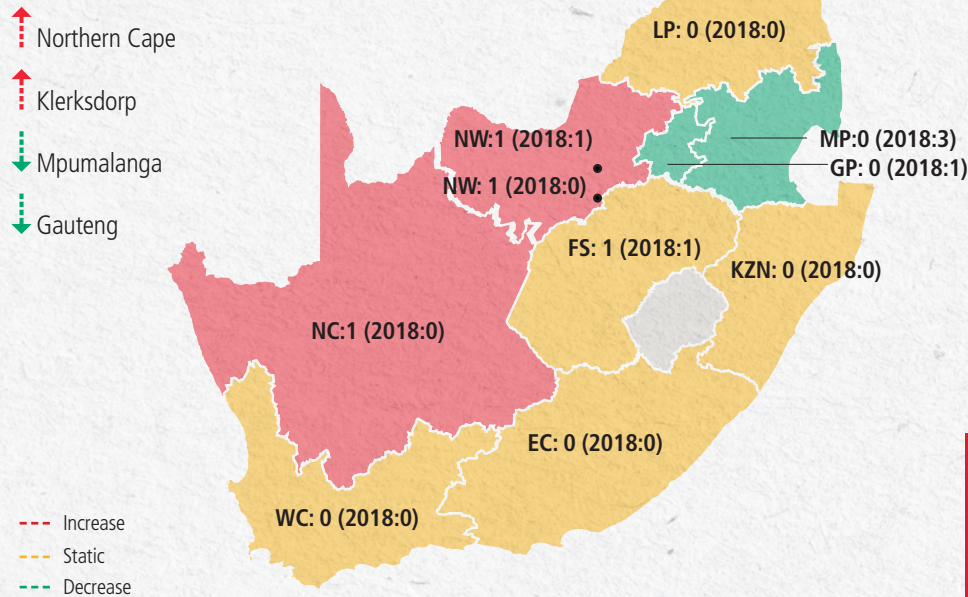 Northern Cape
Klerksdorp
Mpumalanga
Gauteng
LP: 0 (2018:0)
NW:1 (2018:1)
NW: 1 (2018:0)
MP:0 (2018:3)
GP: 0 (2018:1)
FS: 1 (2018:1)
KZN: 0 (2018:0)
NC:1 (2018:0)
EC: 0 (2018:0)
WC: 0 (2018:0)
Increase
Static
Decrease